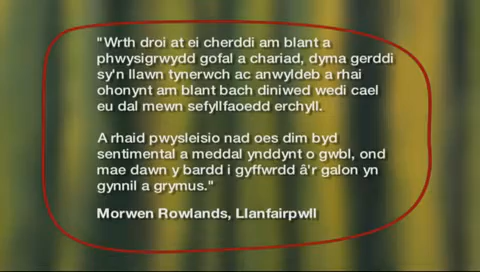 "Wrth droi at ei cherddi am blant a
phwysigrwydd gofal a chariad, dyma gerddi
sy'n llawn tynerwch ac anwyldeb a rhai
ohonynt am blant bach diniwed wedi cael
eu dal mewn sefyllfaoedd erchyll.
A rhaid pwysleisio nad oes dim byd
sentimental a meddal ynddynt o gwbl, ond
mae dawn y bardd i gyffwrdd â'r galon yn
gynnil a grymus."
Morwen Rowlands, Llanfairpwll